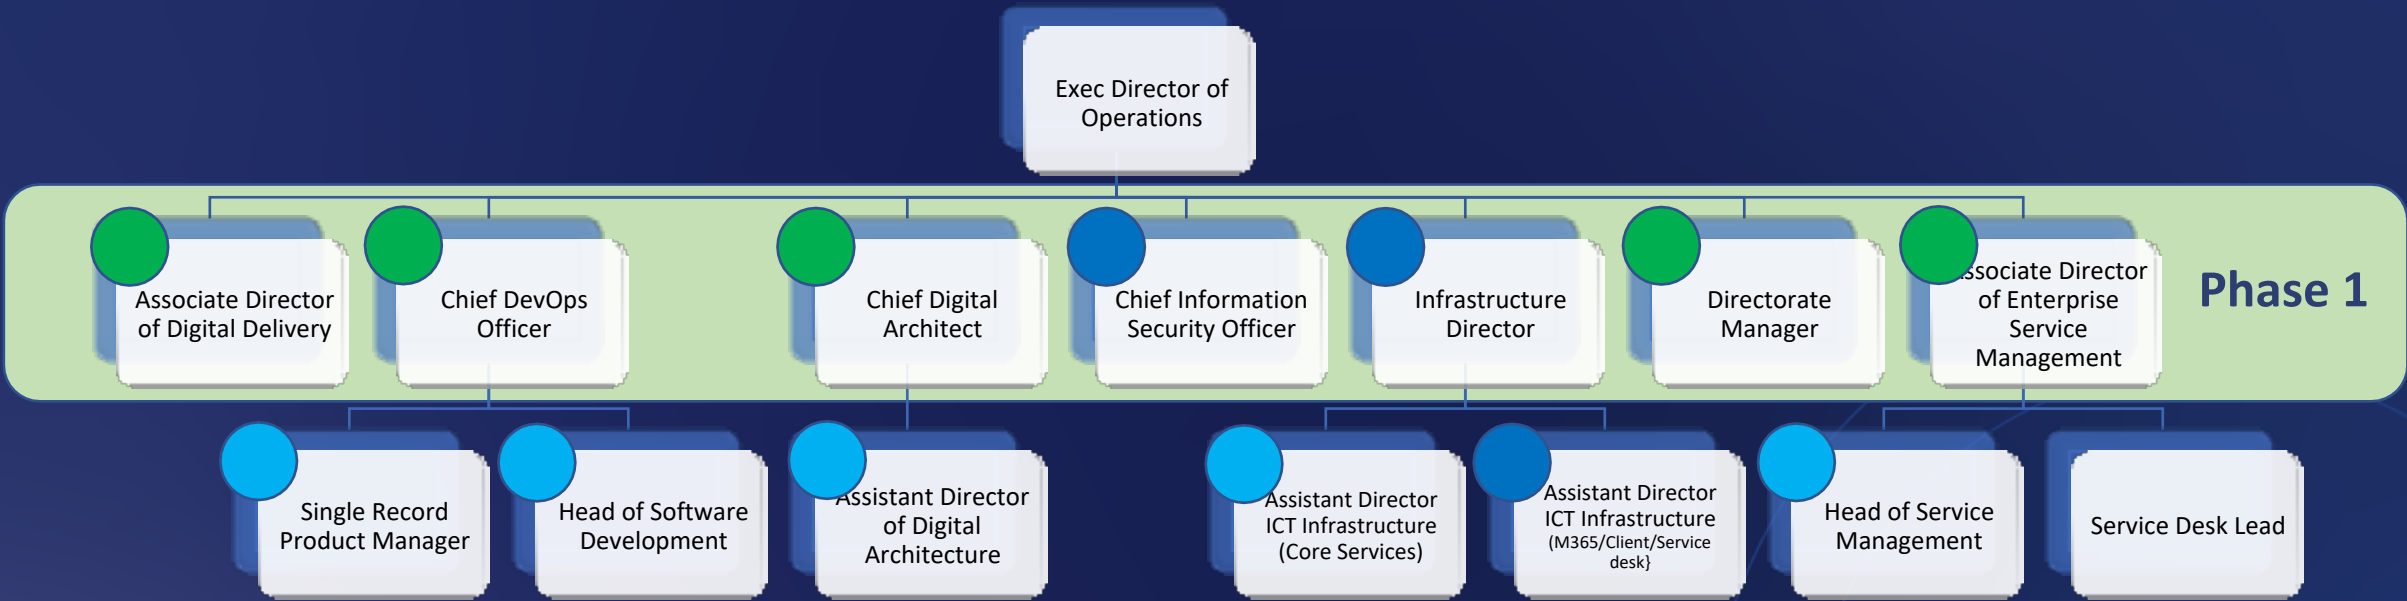 Exec Director of
Operations
Associate Director
of Digital Delivery
Chief DevOps
Officer
Chief Digital
Architect
Chief Information
Security Officer
Infrastructure
Director
Directorate
Manager
Associate Director
of Enterprise
Service
Management
Phase 1
Single Record
Product Manager
Head of Software
Development
Assistant Director
of Digital
Architecture
Assistant Director
ICT Infrastructure
(Core Services)
Assistant Director
ICT Infrastructure
(M365/Client/Service
desk}
Head of Service
Management
Service Desk Lead